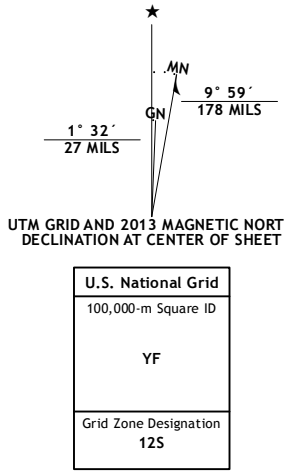 MN
9° 59´
178 MILS
GN
1° 32´
27 MILS
UTM GRID AND 2013 MAGNETIC NORT
DECLINATION AT CENTER OF SHEET
U.S. National Grid
100,000-m Square ID
YF
Grid Zone Designation
12S